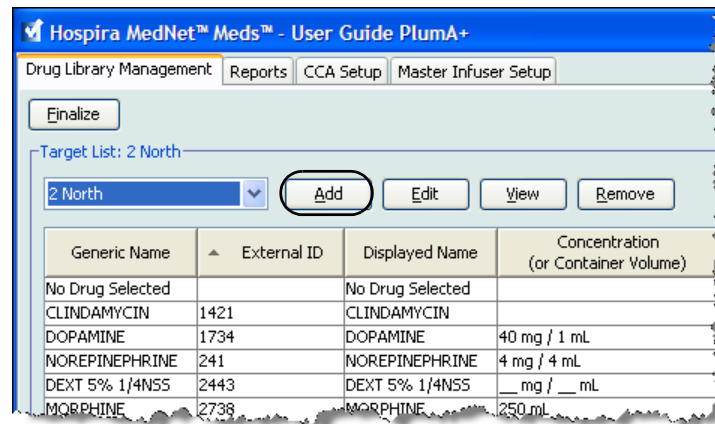 Hospira MedNet™ Meds™ - User Guide PlumA+
Drug Library Management Reports CCA Setup Master Infuser Setup
Finalize
Target List: 2 North
2 North Add Edit View Remove
Generic Name External ID Displayed Name Concentration
(or Container Volume)
No Drug Selected No Drug Selected
CLINDAMYCIN 1421 CLINDAMYCIN
DOPAMINE 1734 DOPAMINE 40 mg / 1 mL
NOREPINEPHRINE 241 NOREPINEPHRINE 4 mg / 4 mL
DEXT 5% 1/4NSS 2443 DEXT 5% 1/4NSS __ mg / __ mL
MORPHINE 2738 MORPHINE 250 mL